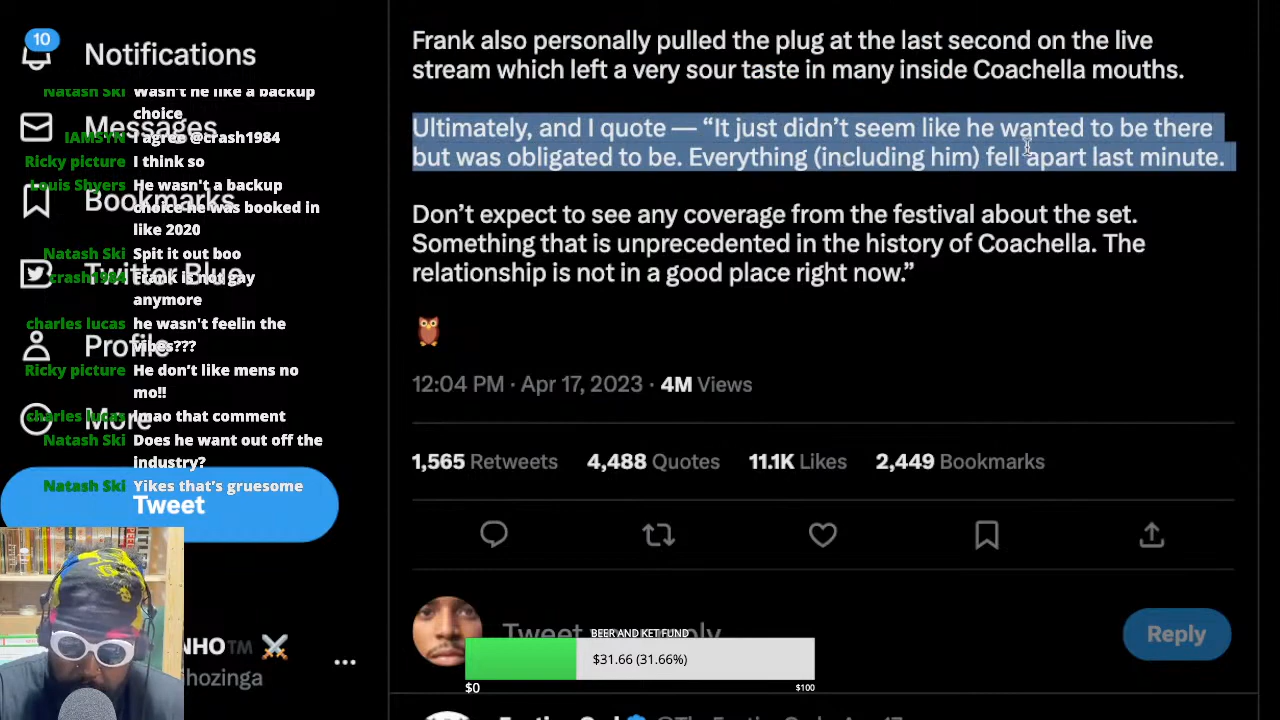 10
Notifications
Natash Ski Wasn't he like a backup
choice
Messages
IAMSYN I agree @crash1984
Ricky picture I think so
Louis Shyers He wasn't a backup
Bookmarks
choice he was booked in
like 2020
Natash Ski Spit it out boo
Twitter Blue
crash1984 Frank is not gay
anymore
charles lucas he wasn't feelin the
vibes???
Profile
Ricky picture He don't like mens no
mo!!
More
charles lucas lmao that comment
Natash Ski Does he want out off the
industry?
Natash Ski Yikes that's gruesome
Tweet
NHO™ ⚔
hozinga
Frank also personally pulled the plug at the last second on the live
stream which left a very sour taste in many inside Coachella mouths.
Ultimately, and I quote — “It just didn’t seem like he wanted to be there
but was obligated to be. Everything (including him) fell apart last minute.
Don’t expect to see any coverage from the festival about the set.
Something that is unprecedented in the history of Coachella. The
relationship is not in a good place right now.”
🦉
12:04 PM · Apr 17, 2023 · 4M Views
1,565 Retweets 4,488 Quotes 11.1K Likes 2,449 Bookmarks
Tweet your reply
Reply
BEER AND KET FUND
$31.66 (31.66%)
$0 $100